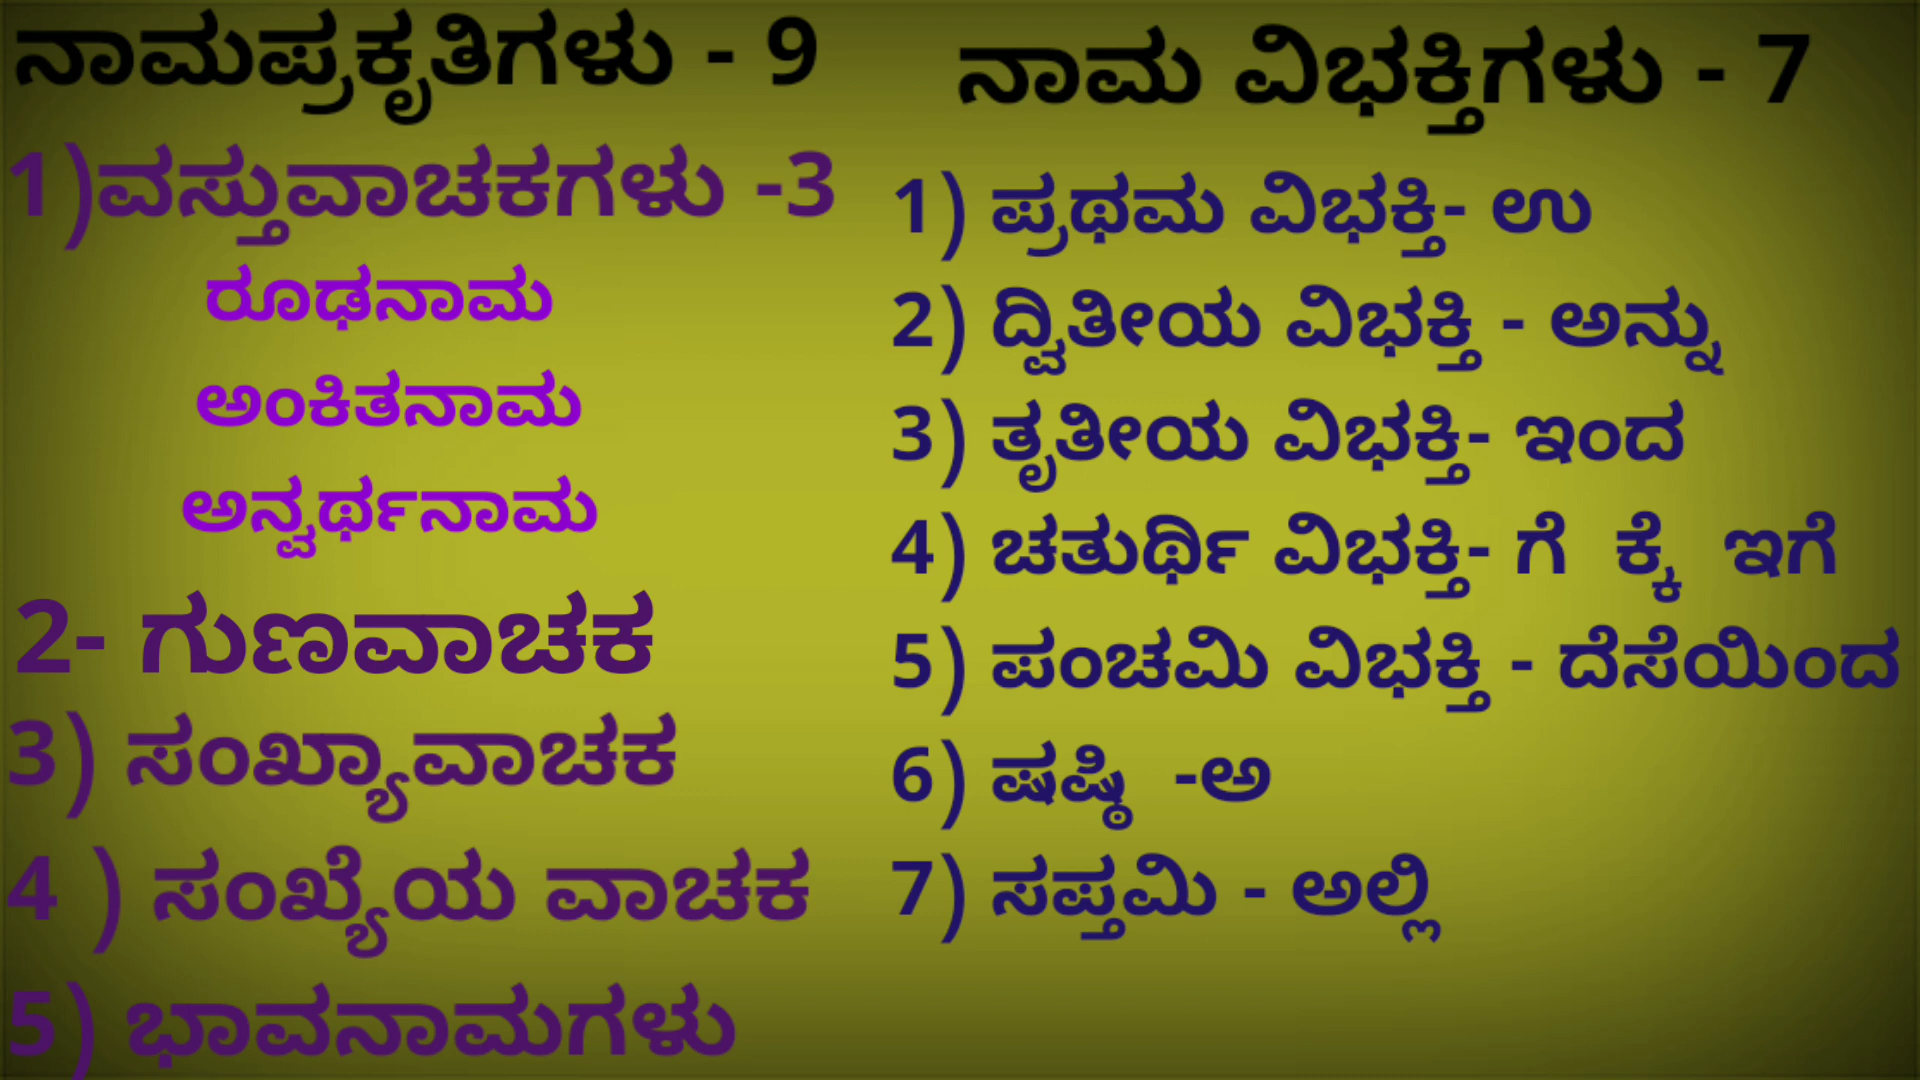 ನಾಮಪ್ರಕೃತಿಗಳು - 9
1)ವಸ್ತುವಾಚಕಗಳು -3
ರೂಢನಾಮ
ಅಂಕಿತನಾಮ
ಅನ್ವರ್ಥನಾಮ
2- ಗುಣವಾಚಕ
3) ಸಂಖ್ಯಾವಾಚಕ
4 ) ಸಂಖ್ಯೆಯ ವಾಚಕ
5) ಭಾವನಾಮಗಳು
ನಾಮ ವಿಭಕ್ತಿಗಳು - 7
1) ಪ್ರಥಮ ವಿಭಕ್ತಿ- ಉ
2) ದ್ವಿತೀಯ ವಿಭಕ್ತಿ - ಅನ್ನು
3) ತೃತೀಯ ವಿಭಕ್ತಿ- ಇಂದ
4) ಚತುರ್ಥಿ ವಿಭಕ್ತಿ- ಗೆ ಕ್ಕೆ ಇಗೆ
5) ಪಂಚಮಿ ವಿಭಕ್ತಿ - ದೆಸೆಯಿಂದ
6) ಷಷ್ಠಿ -ಅ
7) ಸಪ್ತಮಿ - ಅಲ್ಲಿ